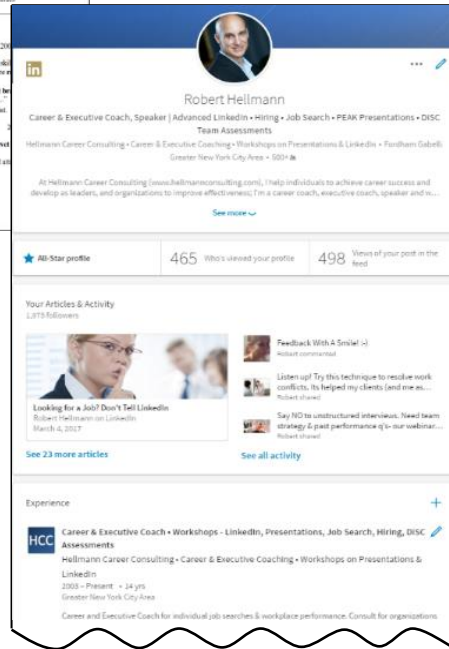 in
Robert Hellmann
Career & Executive Coach, Speaker | Advanced LinkedIn • Hiring • Job
Search • PEAK Presentations • DISC
Team Assessments
Hellmann Career Consulting • Career & Executive Coaching • Workshops on Presentations & LinkedIn • Fordham Gabelli
Greater New York City Area • 500+
At Hellmann Career Consulting (www.hellmannconsulting.com), I help individuals to achieve career success and
develop as leaders, and organizations to improve effectiveness; I'm a career coach, executive coach, speaker and w...
See more
All-Star profile
465 Who's viewed your profile
498 Views of your post in the
feed
Your Articles & Activity
1,979 followers
Looking for a Job? Don't Tell LinkedIn
Robert Hellmann on LinkedIn
March 4, 2017
See 23 more articles
Feedback With A Smile! :-)
Robert commented
Listen up! Try this technique to resolve work
conflicts. Its helped my clients (and me as...
Robert shared
Say NO to unstructured interviews. Need team
strategy & past performance q's- our webinar...
Robert shared
See all activity
Experience
HCC
Career & Executive Coach • Workshops - LinkedIn, Presentations, Job Search, Hiring, DISC
Assessments
Hellmann Career Consulting • Career & Executive Coaching • Workshops on Presentations &
LinkedIn
2003 – Present • 14 yrs
Greater New York City Area
Career and Executive Coach for individual job searches & workplace performance. Consult for organizations